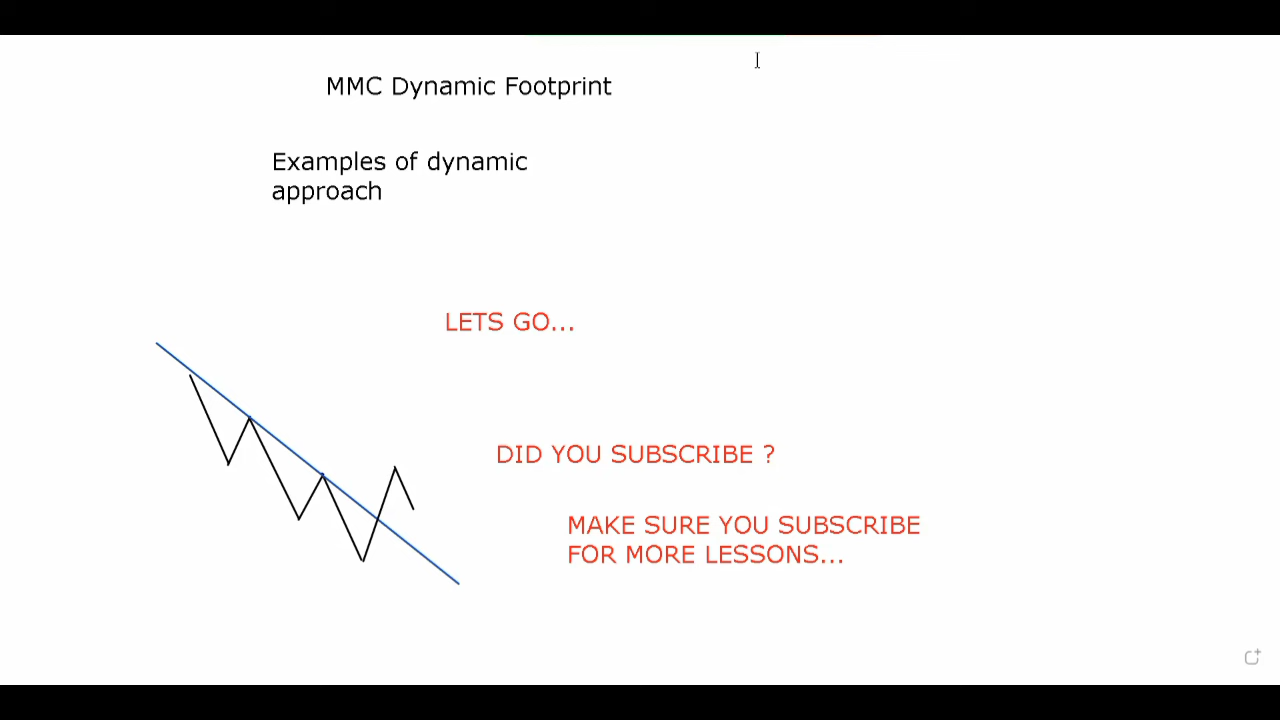 MMC Dynamic Footprint
Examples of dynamic
approach
LETS GO...
DID YOU SUBSCRIBE ?
MAKE SURE YOU SUBSCRIBE
FOR MORE LESSONS...